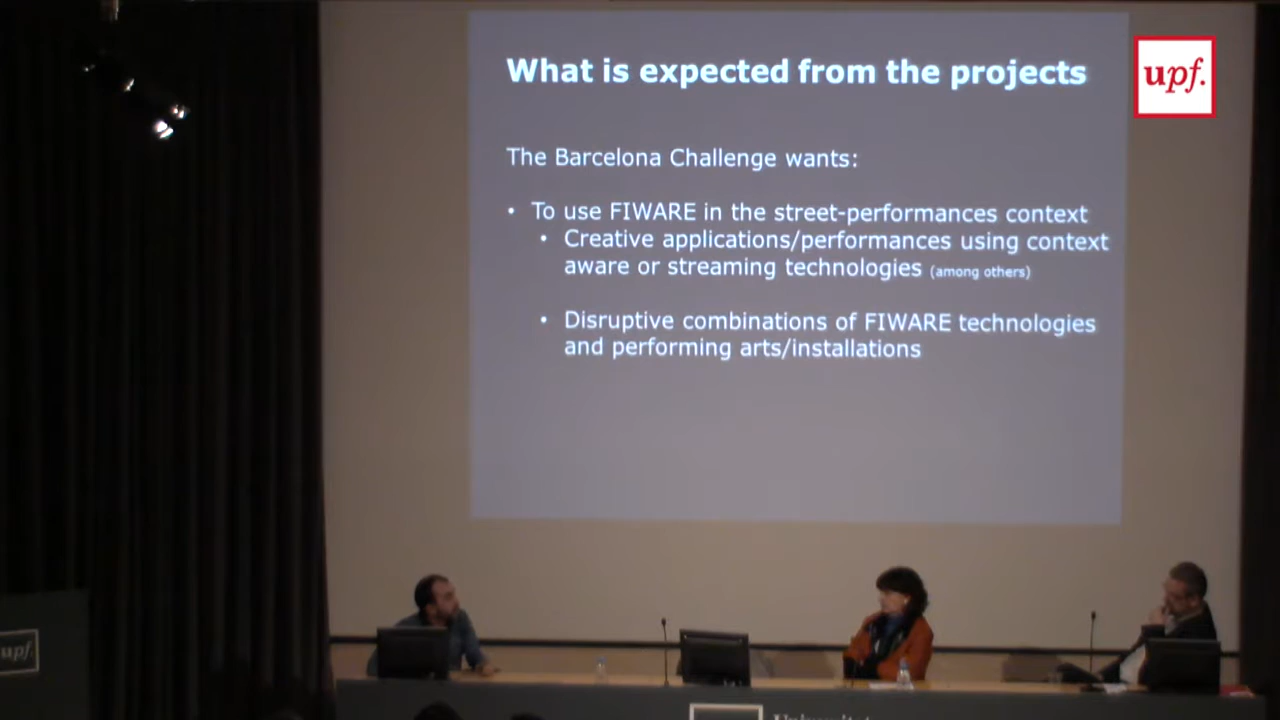 What is expected from the projects
upf.
The Barcelona Challenge wants:
• To use FIWARE in the street-performances context
• Creative applications/performances using context
aware or streaming technologies (among others)
• Disruptive combinations of FIWARE technologies
and performing arts/installations
upf.
Universitat